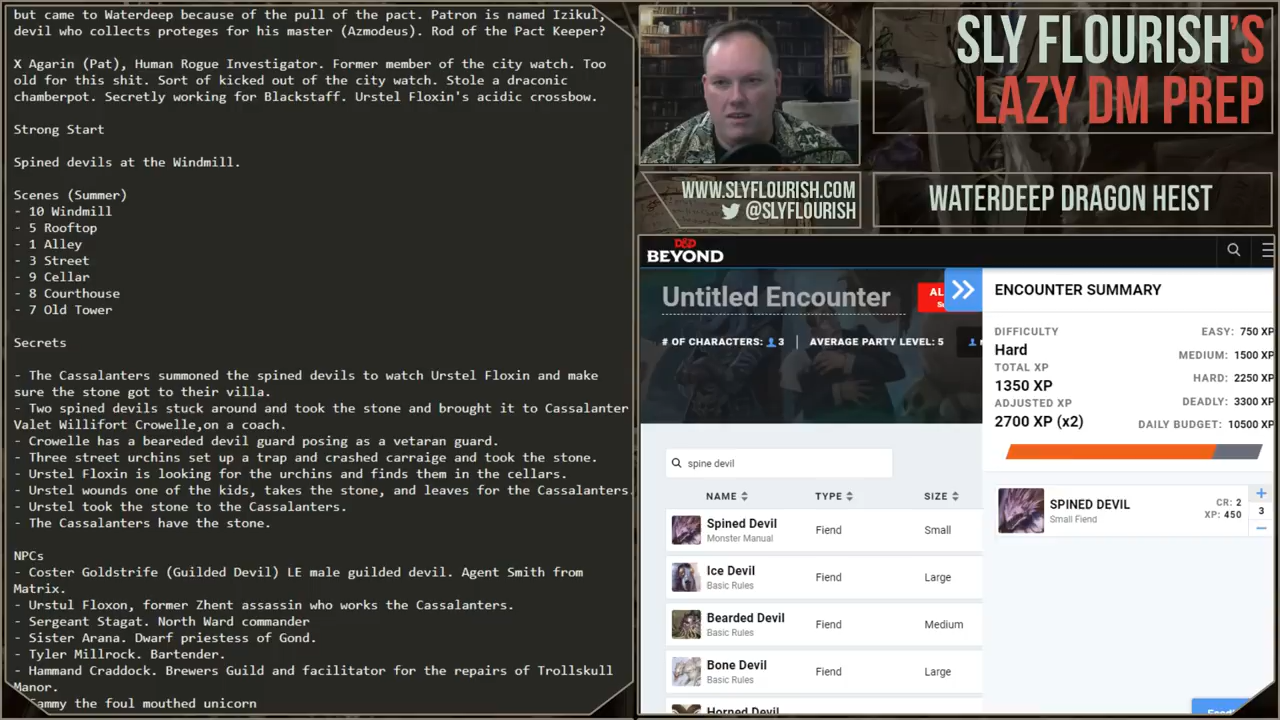 but came to Waterdeep because of the pull of the pact. Patron is named Izikul,
devil who collects proteges for his master (Azmodeus). Rod of the Pact Keeper?
X Agarin (Pat), Human Rogue Investigator. Former member of the city watch. Too
old for this shit. Sort of kicked out of the city watch. Stole a draconic
chamberpot. Secretly working for Blackstaff. Urstel Floxin's acidic crossbow.
Strong Start
Spined devils at the Windmill.
Scenes (Summer)
- 10 Windmill
- 5 Rooftop
- 1 Alley
- 3 Street
- 9 Cellar
- 8 Courthouse
- 7 Old Tower
Secrets
- The Cassalanters summoned the spined devils to watch Urstel Floxin and make
sure the stone got to their villa.
- Two spined devils stuck around and took the stone and brought it to Cassalanter
Valet Willifort Crowelle,on a coach.
- Crowelle has a beareded devil guard posing as a vetaran guard.
- Three street urchins set up a trap and crashed carraige and took the stone.
- Urstel Floxin is looking for the urchins and finds them in the cellars.
- Urstel wounds one of the kids, takes the stone, and leaves for the Cassalanters.
- Urstel took the stone to the Cassalanters.
- The Cassalanters have the stone.
NPCs
- Coster Goldstrife (Guilded Devil) LE male guilded devil. Agent Smith from
Matrix.
- Urstul Floxon, former Zhent assassin who works the Cassalanters.
- Sergeant Stagat. North Ward commander
- Sister Arana. Dwarf priestess of Gond.
- Tyler Millrock. Bartender.
- Hammand Craddock. Brewers Guild and facilitator for the repairs of Trollskull
Manor.
Sammy the foul mouthed unicorn
SLY FLOURISH'S
LAZY DM PREP
WWW.SLYFLOURISH.COM
@SLYFLOURISH
WATERDEEP DRAGON HEIST
D&D
BEYOND
Untitled Encounter
# OF CHARACTERS: 3 | AVERAGE PARTY LEVEL: 5
spine devil
NAME TYPE SIZE
Spined Devil Fiend Small
Monster Manual
Ice Devil Fiend Large
Basic Rules
Bearded Devil Fiend Medium
Basic Rules
Bone Devil Fiend Large
Basic Rules
Horned Devil
ENCOUNTER SUMMARY
DIFFICULTY
Hard
TOTAL XP
1350 XP
ADJUSTED XP
2700 XP (x2)
EASY: 750 XP
MEDIUM: 1500 XP
HARD: 2250 XP
DEADLY: 3300 XP
DAILY BUDGET: 10500 XP
SPINED DEVIL
Small Fiend
CR: 2
XP: 450
3